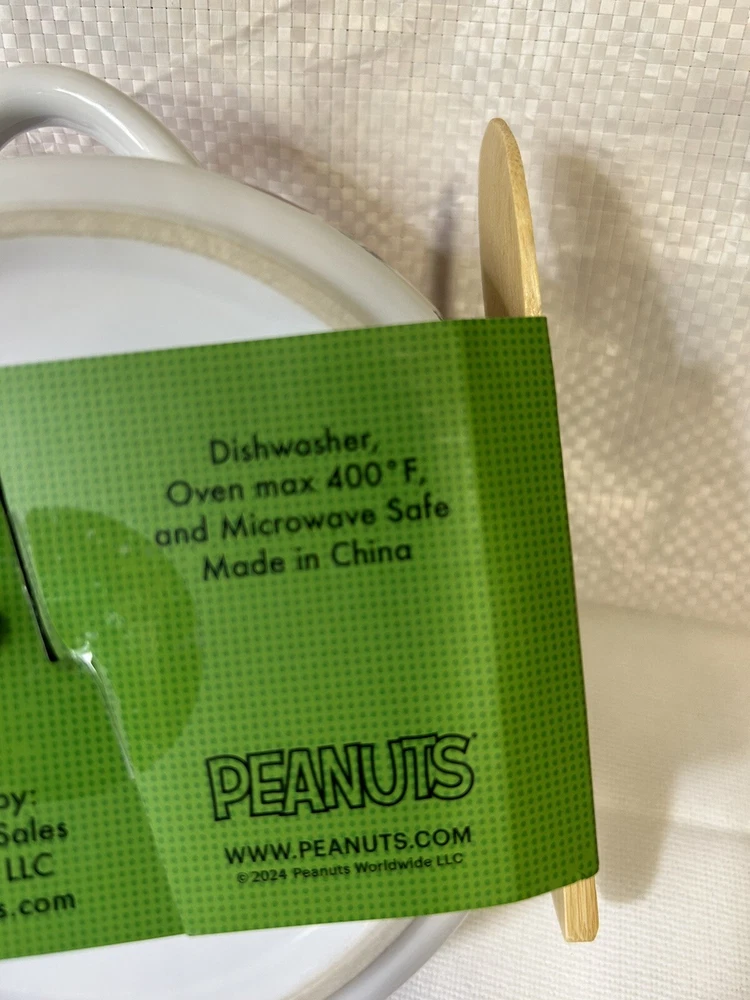 Dishwasher,
Oven max 400°F,
and Microwave Safe
Made in China
PEANUTS
WWW.PEANUTS.COM
©2024 Peanuts Worldwide LLC
by:
Sales
LLC
s.com